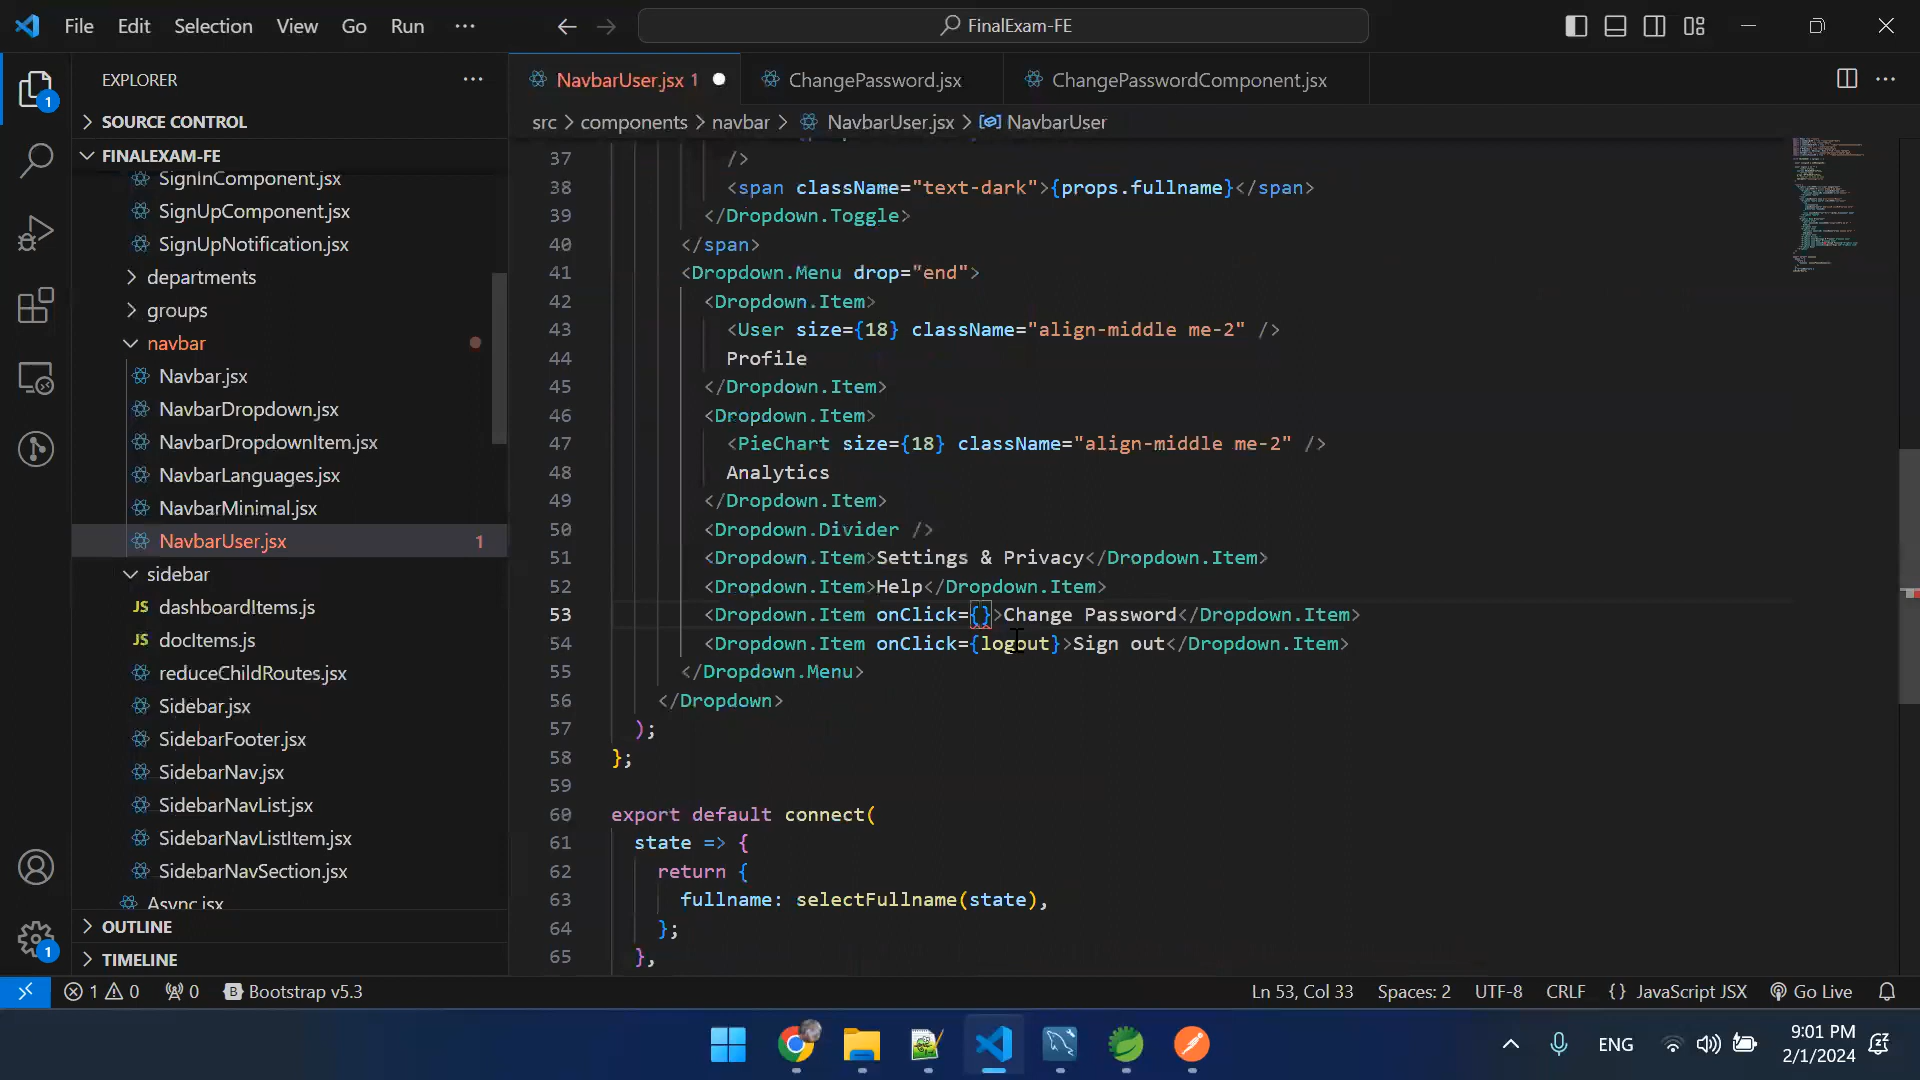 File Edit Selection View Go Run ···
FinalExam-FE
EXPLORER ···
NavbarUser.jsx 1
ChangePassword.jsx
ChangePasswordComponent.jsx
src > components > navbar > NavbarUser.jsx > NavbarUser
1
SOURCE CONTROL
FINALEXAM-FE
SignInComponent.jsx
SignUpComponent.jsx
SignUpNotification.jsx
departments
groups
navbar
Navbar.jsx
NavbarDropdown.jsx
NavbarDropdownItem.jsx
NavbarLanguages.jsx
NavbarMinimal.jsx
NavbarUser.jsx 1
sidebar
JS dashboardItems.js
JS docItems.js
reduceChildRoutes.jsx
Sidebar.jsx
SidebarFooter.jsx
SidebarNav.jsx
SidebarNavList.jsx
SidebarNavListItem.jsx
SidebarNavSection.jsx
Async.jsx
OUTLINE
TIMELINE
1
37 />
38 <span className="text-dark">{props.fullname}</span>
39 </Dropdown.Toggle>
40 </span>
41 <Dropdown.Menu drop="end">
42 <Dropdown.Item>
43 <User size={18} className="align-middle me-2" />
44 Profile
45 </Dropdown.Item>
46 <Dropdown.Item>
47 <PieChart size={18} className="align-middle me-2" />
48 Analytics
49 </Dropdown.Item>
50 <Dropdown.Divider />
51 <Dropdown.Item>Settings & Privacy</Dropdown.Item>
52 <Dropdown.Item>Help</Dropdown.Item>
53 <Dropdown.Item onClick={}>Change Password</Dropdown.Item>
54 <Dropdown.Item onClick={logout}>Sign out</Dropdown.Item>
55 </Dropdown.Menu>
56 </Dropdown>
57 );
58 };
59
60 export default connect(
61 state => {
62 return {
63 fullname: selectFullname(state),
64 };
65 },
1 0 0 B Bootstrap v5.3
Ln 53, Col 33 Spaces: 2 UTF-8 CRLF {} JavaScript JSX Go Live
ENG
9:01 PM
2/1/2024